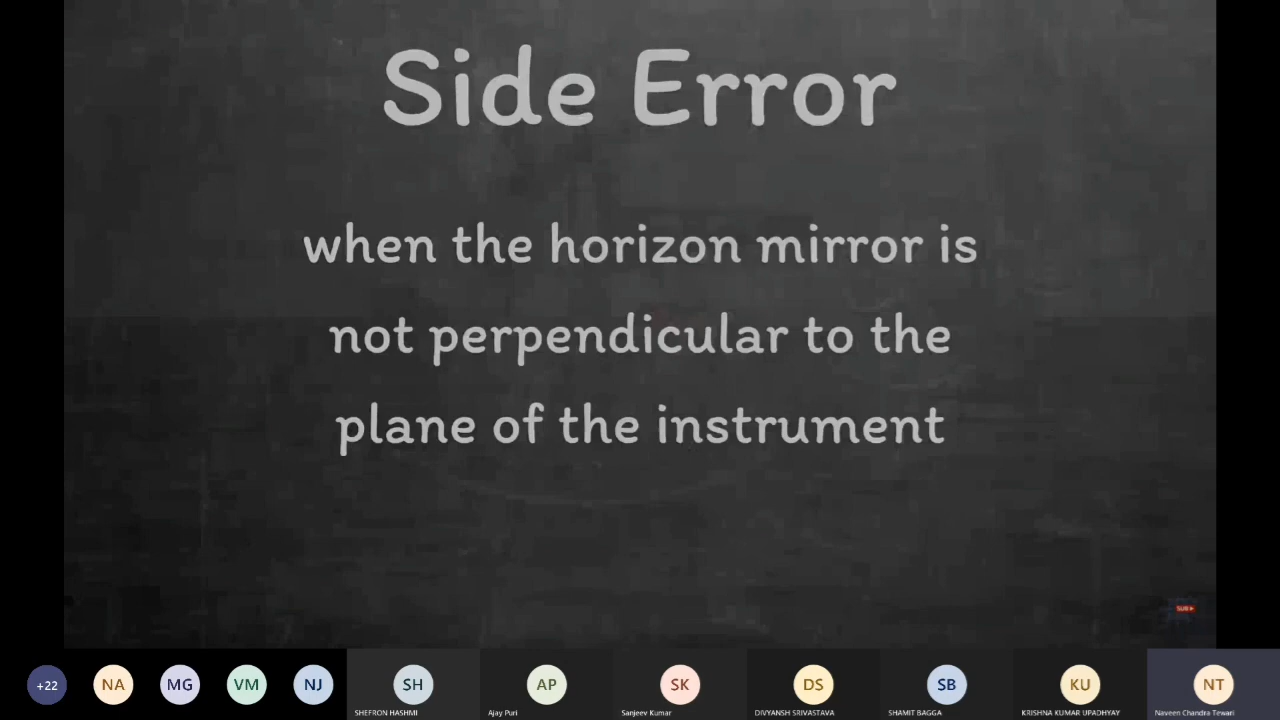 Side Error
when the horizon mirror is
not perpendicular to the
plane of the instrument
SUB
+22
NA
MG
VM
NJ
SH
AP
SK
DS
SB
KU
NT
SHEFRON HASHMI
Ajay Puri
Sanjeev Kumar
DIVYANSH SRIVASTAVA
SHAMIT BAGGA
KRISHNA KUMAR UPADHYAY
Naveen Chandra Tewari